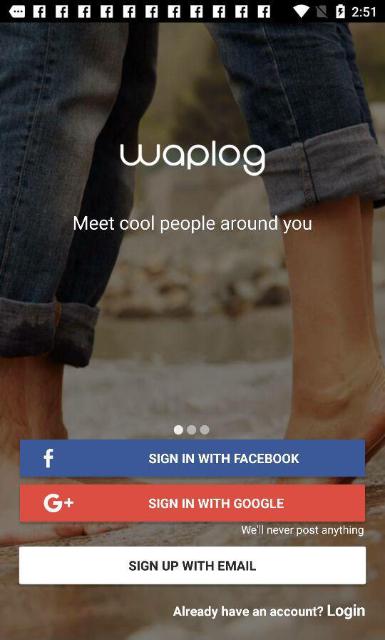 2:51
waplog
Meet cool people around you
f SIGN IN WITH FACEBOOK
G+ SIGN IN WITH GOOGLE
We'll never post anything
SIGN UP WITH EMAIL
Already have an account? Login